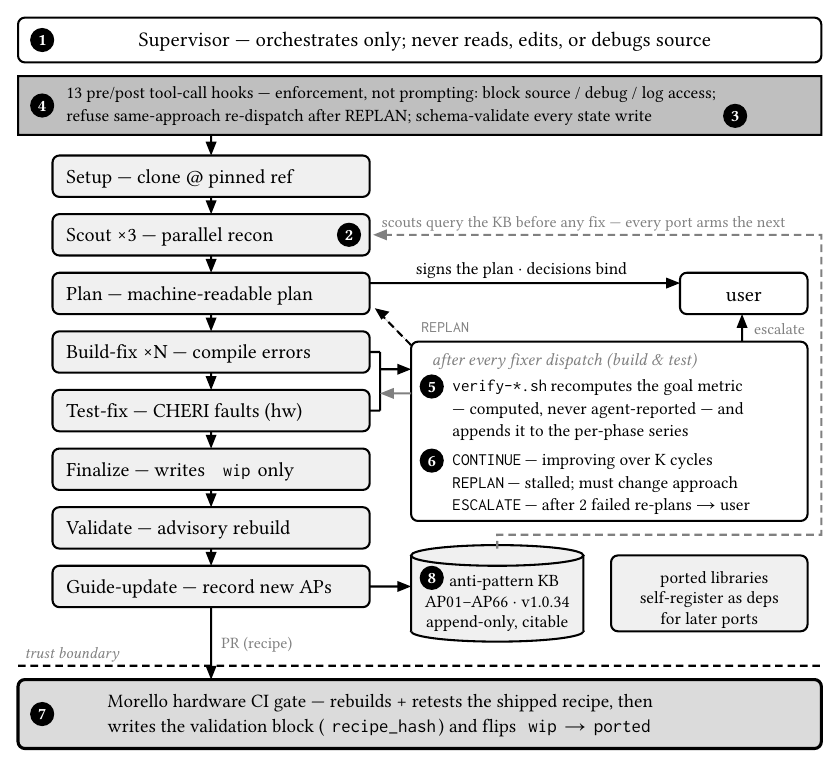 1 Supervisor — orchestrates only; never reads, edits, or debugs source
4 13 pre/post tool-call hooks — enforcement, not prompting: block source / debug / log access;
refuse same-approach re-dispatch after REPLAN; schema-validate every state write 3
Setup — clone @ pinned ref
scouts query the KB before any fix — every port arms the next
Scout ×3 — parallel recon 2
signs the plan · decisions bind
Plan — machine-readable plan
user
REPLAN
escalate
Build-fix ×N — compile errors
after every fixer dispatch (build & test)
5 verify-*.sh recomputes the goal metric
— computed, never agent-reported — and
appends it to the per-phase series
Test-fix — CHERI faults (hw)
6 CONTINUE — improving over K cycles
REPLAN — stalled; must change approach
ESCALATE — after 2 failed re-plans → user
Finalize — writes wip only
Validate — advisory rebuild
Guide-update — record new APs
8 anti-pattern KB
AP01–AP66 · v1.0.34
append-only, citable
ported libraries
self-register as deps
for later ports
PR (recipe)
trust boundary
7 Morello hardware CI gate — rebuilds + retests the shipped recipe, then
writes the validation block ( recipe_hash) and flips wip → ported